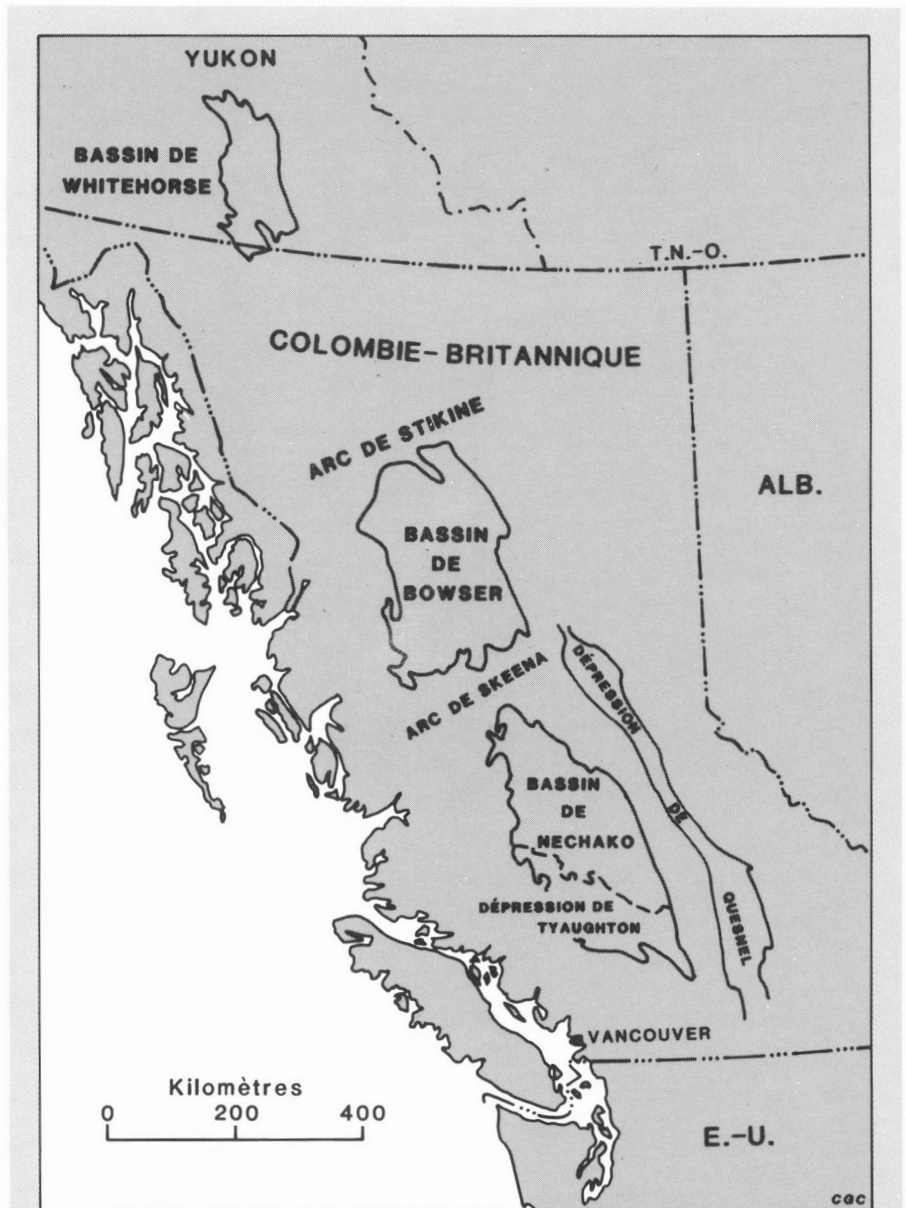 YUKON
BASSIN DE
WHITEHORSE
T.N.-O.
COLOMBIE-BRITANNIQUE
ARC DE STIKINE
ALB.
BASSIN
DE
BOWSER
ARC DE SKEENA
DÉPRESSION
DE
QUESNEL
BASSIN
DE
NECHAKO
DÉPRESSION DE
TYAUGHTON
VANCOUVER
Kilomètres
0 200 400
E.-U.
CGC